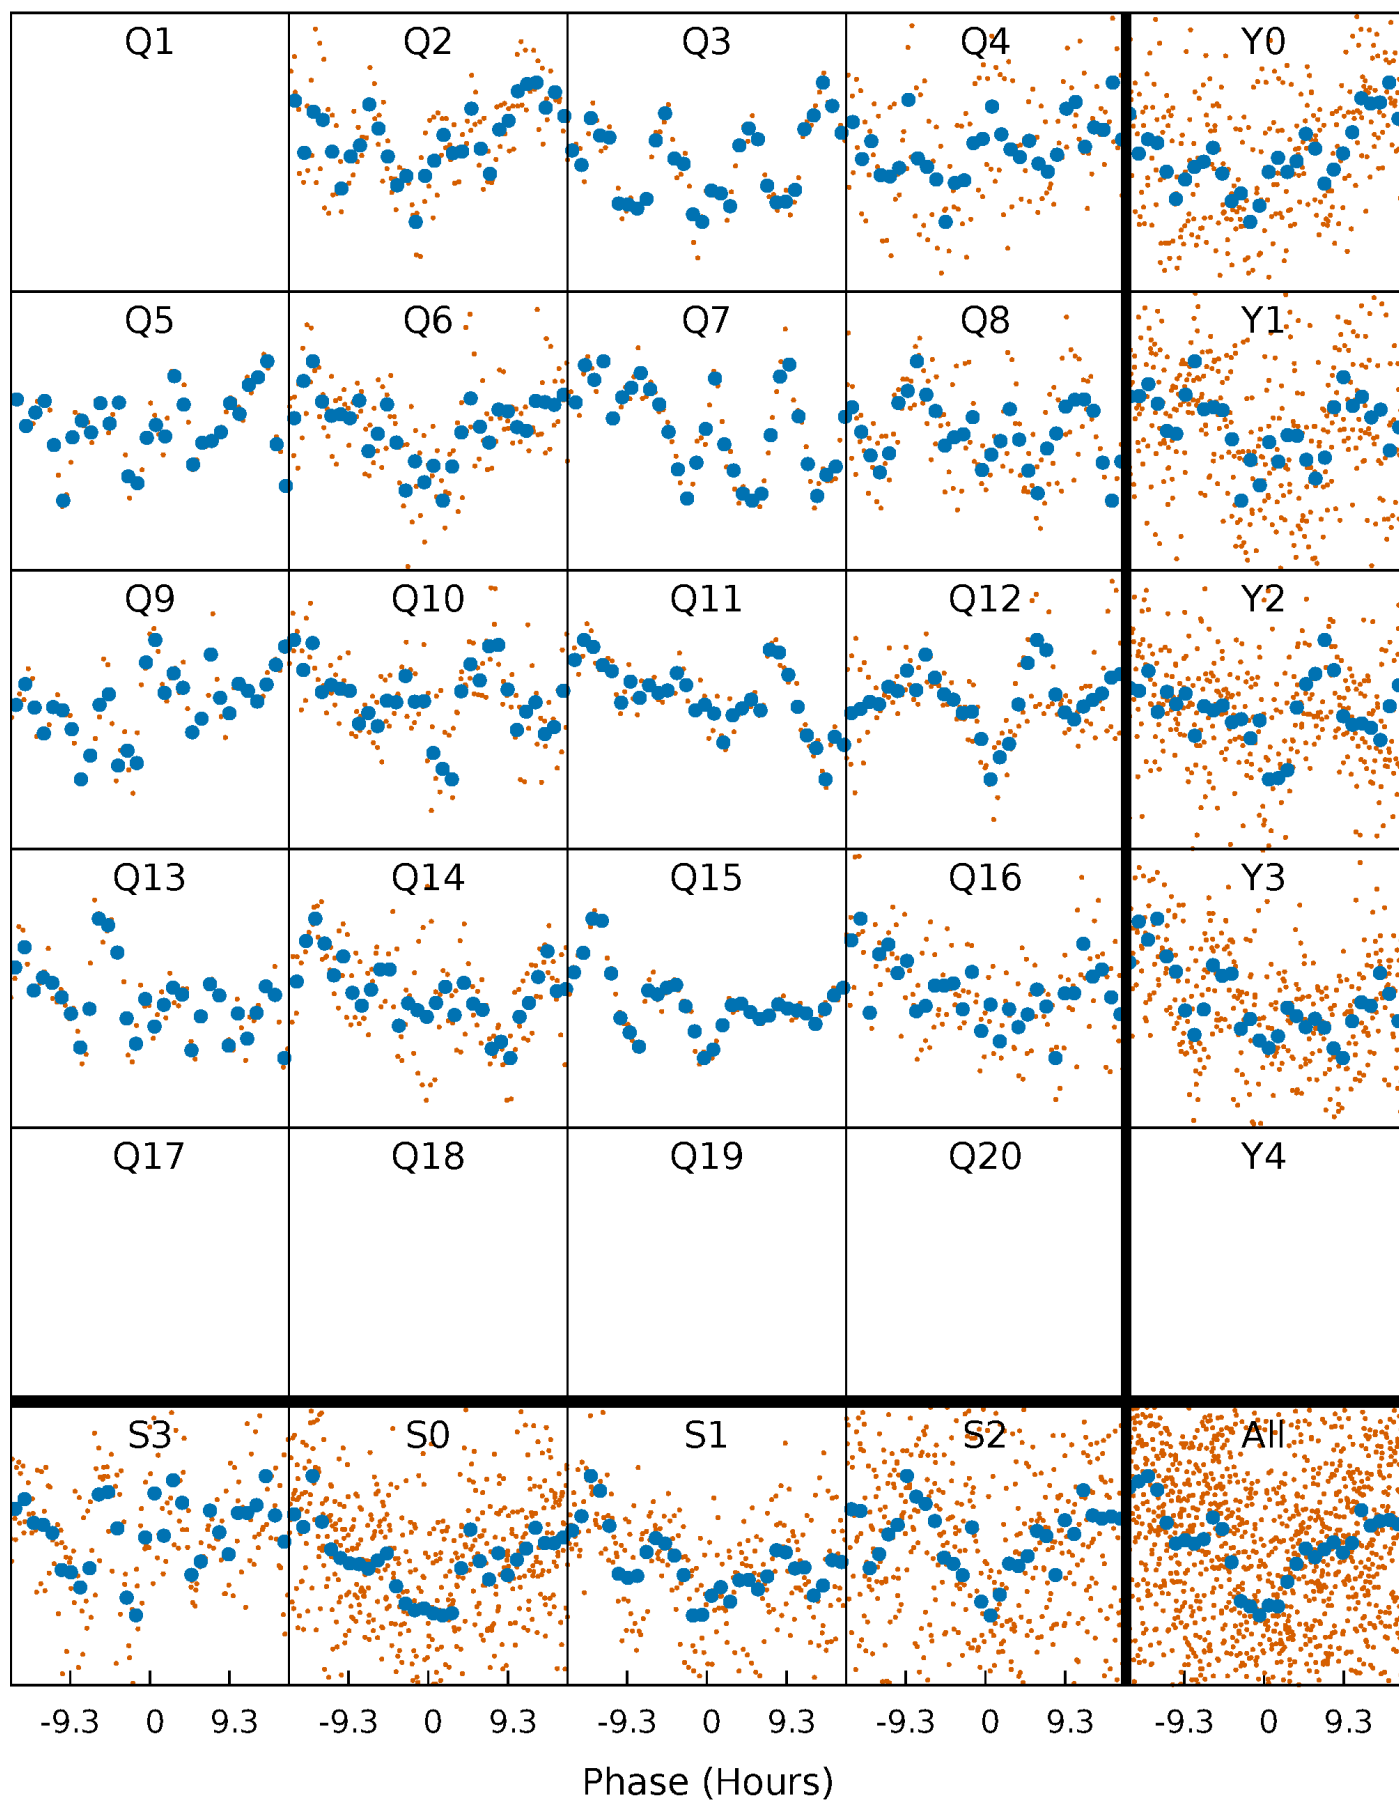 Q1 Q2 Q3 Q4 Y0
Q5 Q6 Q7 Q8 Y1
Q9 Q10 Q11 Q12 Y2
Q13 Q14 Q15 Q16 Y3
Q17 Q18 Q19 Q20 Y4
S3 S0 S1 S2 All
-9.3 0 9.3 -9.3 0 9.3 -9.3 0 9.3 -9.3 0 9.3 -9.3 0 9.3
Phase (Hours)